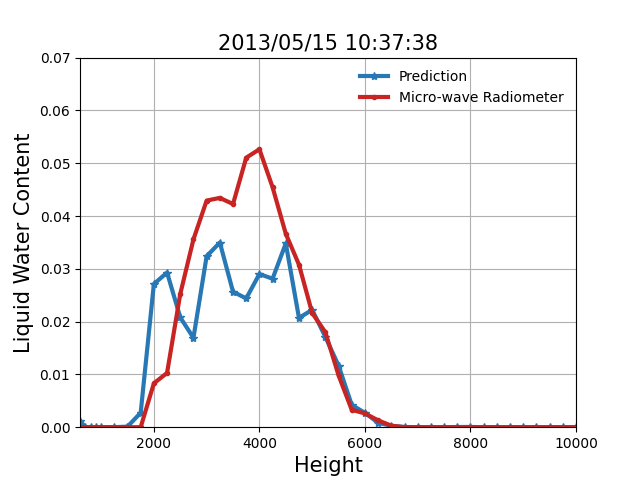 2013/05/15 10:37:38
0.07
0.06
0.05
0.04
0.03
0.02
0.01
0.00
Liquid Water Content
Prediction
Micro-wave Radiometer
2000 4000 6000 8000 10000
Height